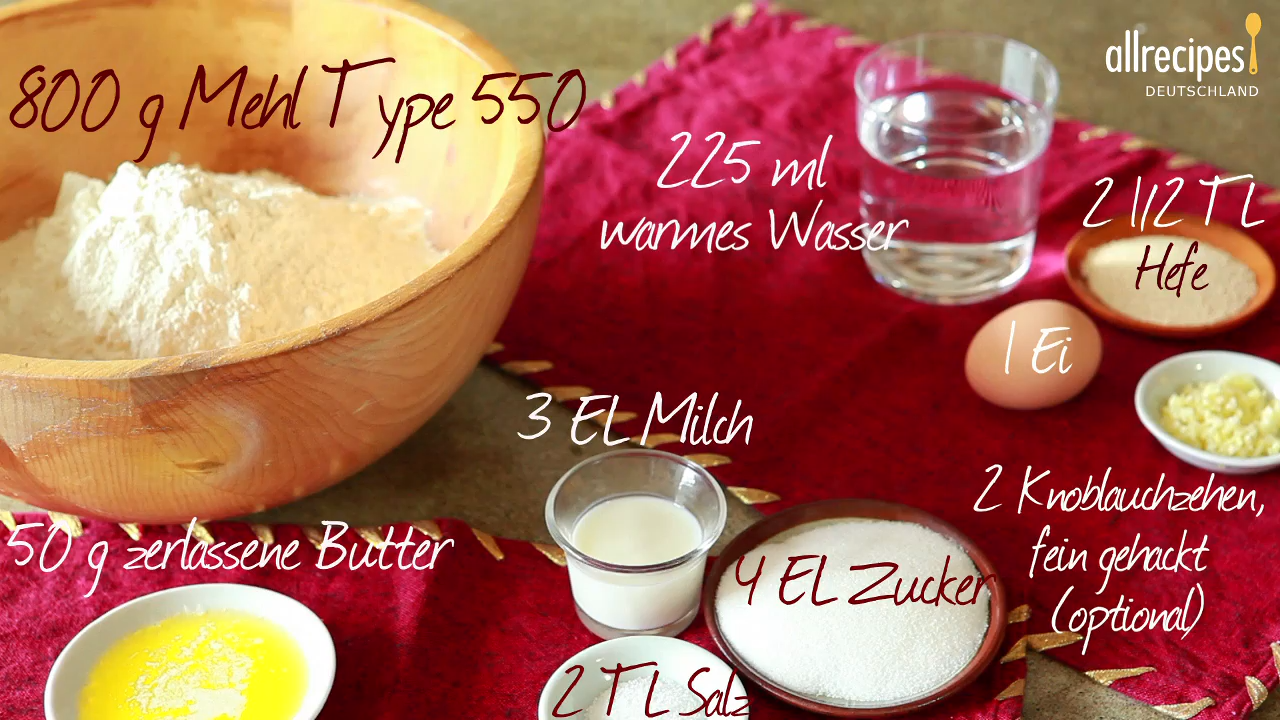 allrecipes
DEUTSCHLAND
800 g Mehl Type 550
225 ml
warmes Wasser
2 1/2 TL
Hefe
1 Ei
3 EL Milch
2 Knoblauchzehen,
fein gehackt
(optional)
50 g zerlassene Butter
4 EL Zucker
2 TL Salz